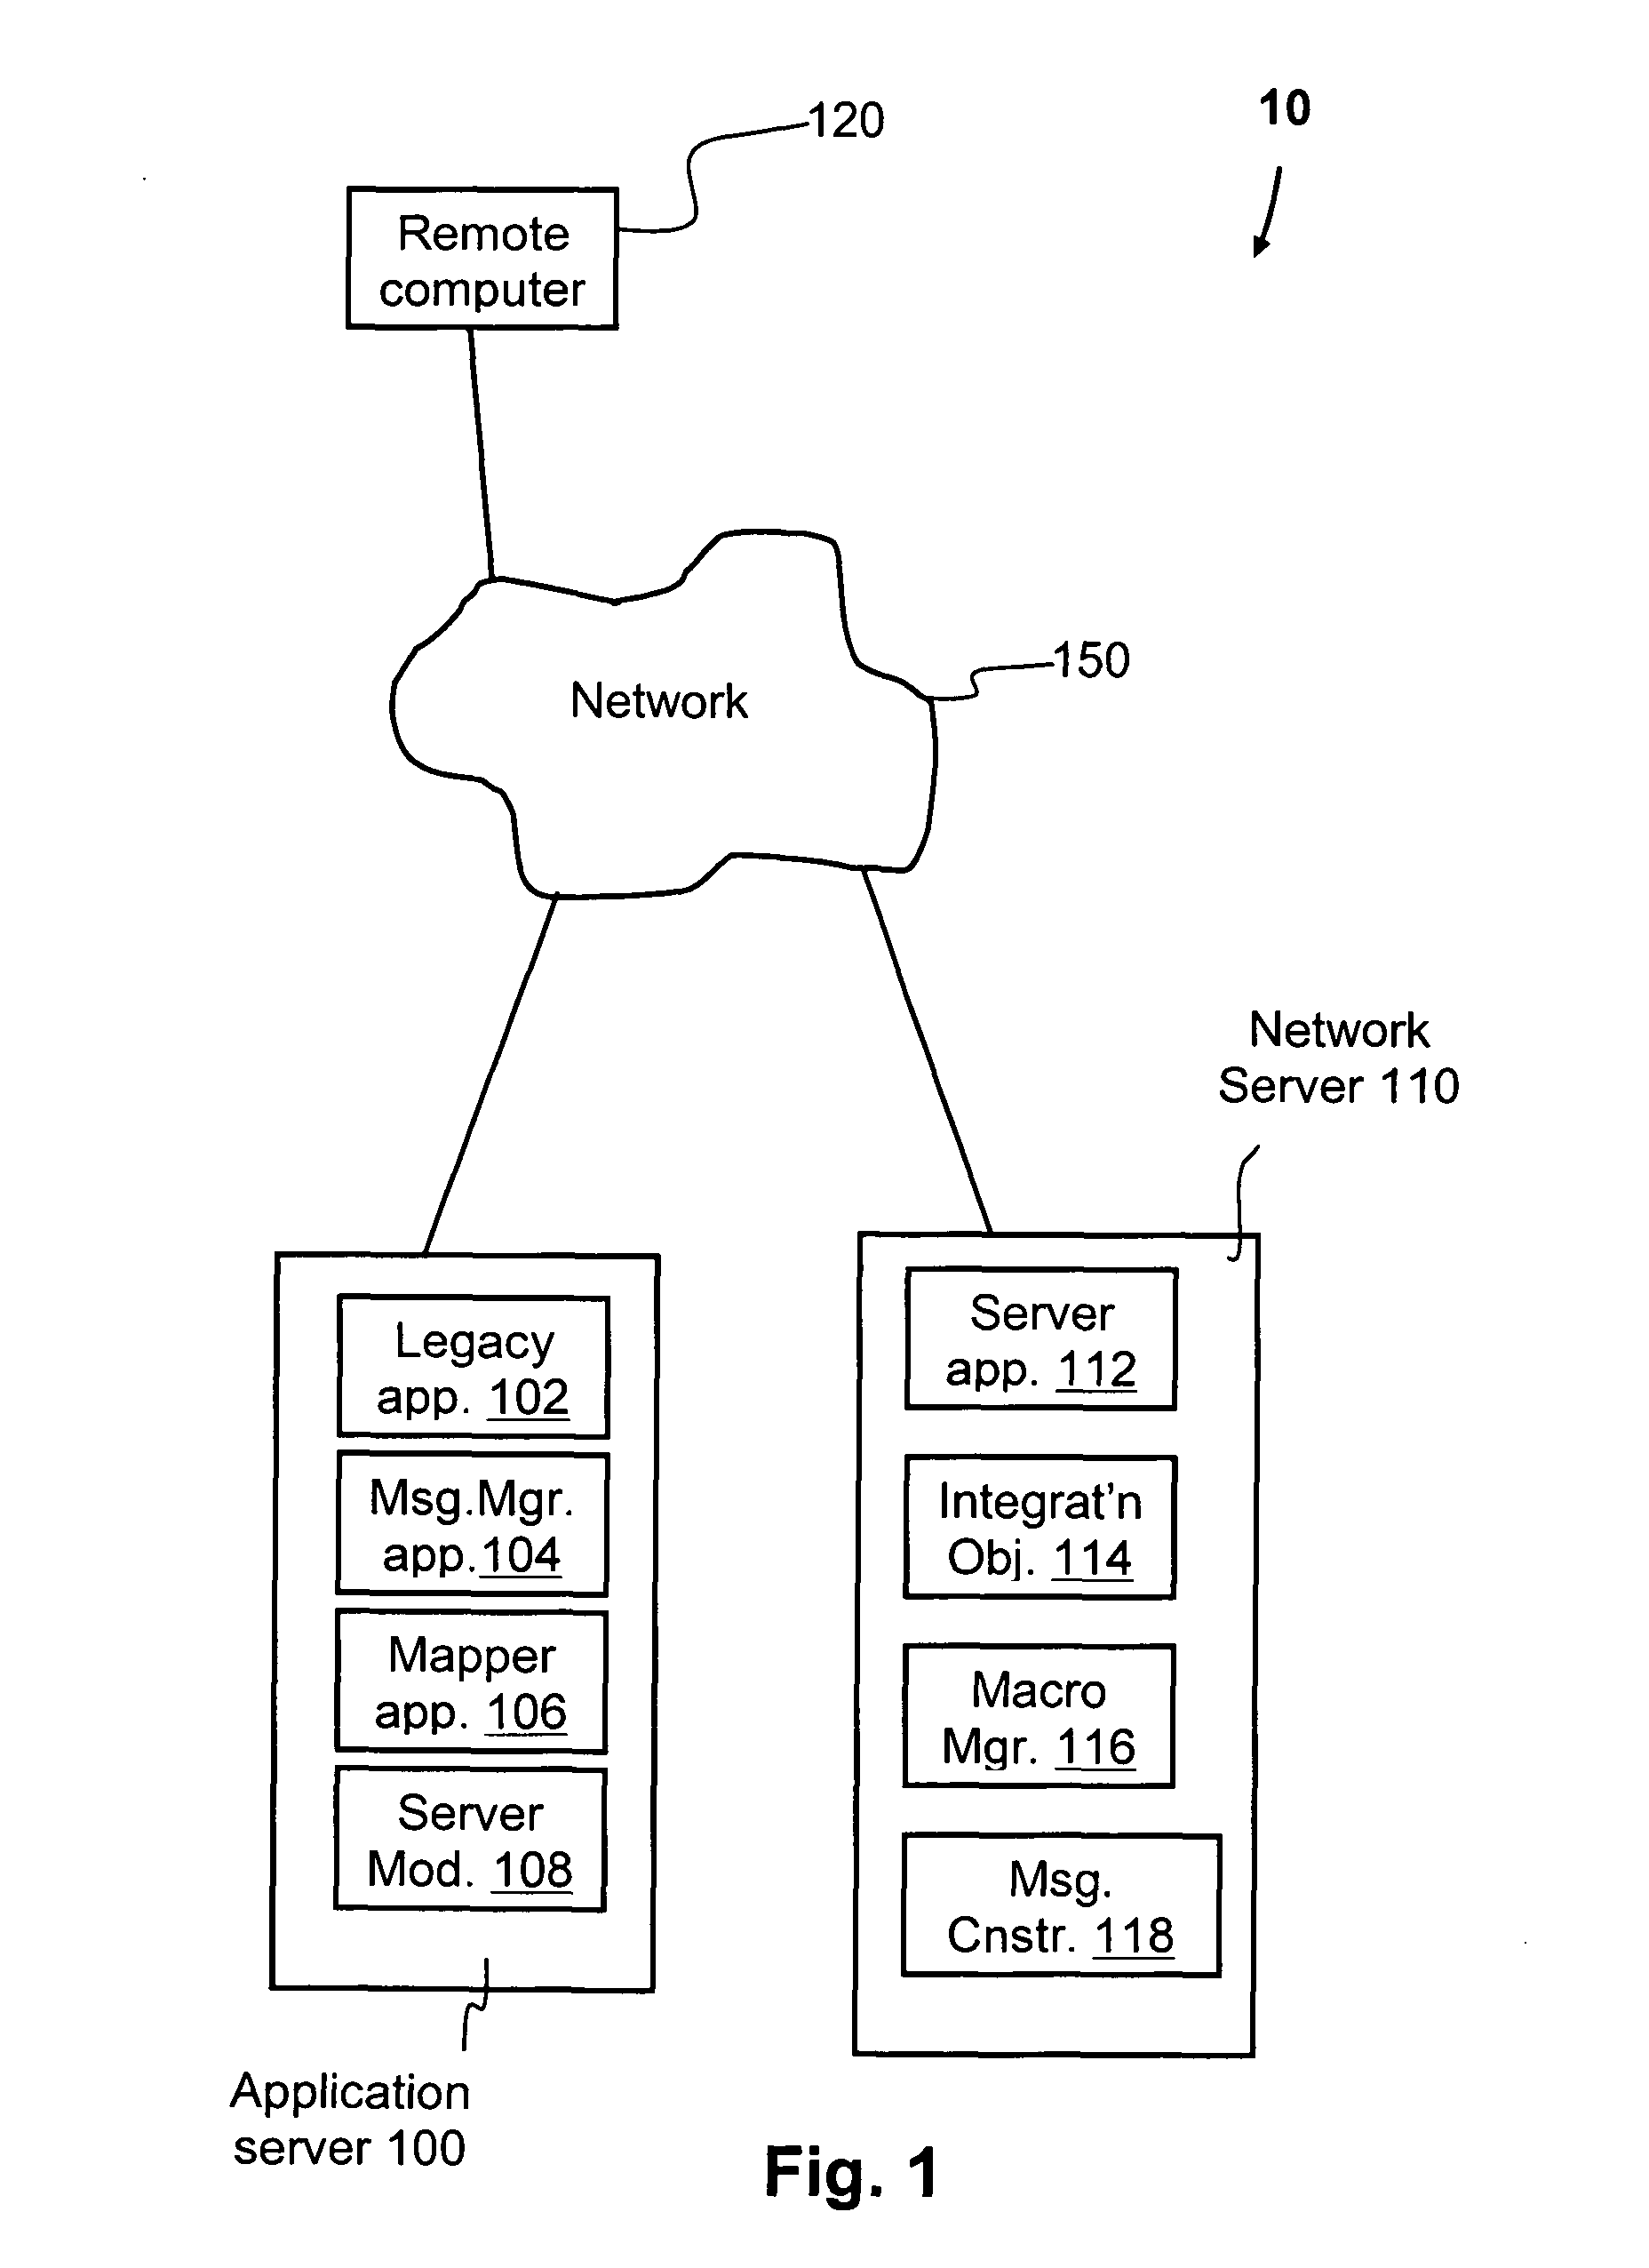 120
10
Remote
computer
150
Network
Network
Server 110
Legacy
app. 102
Msg.Mgr.
app.104
Mapper
app. 106
Server
Mod. 108
Server
app. 112
Integrat'n
Obj. 114
Macro
Mgr. 116
Msg.
Cnstr. 118
Application
server 100
Fig. 1